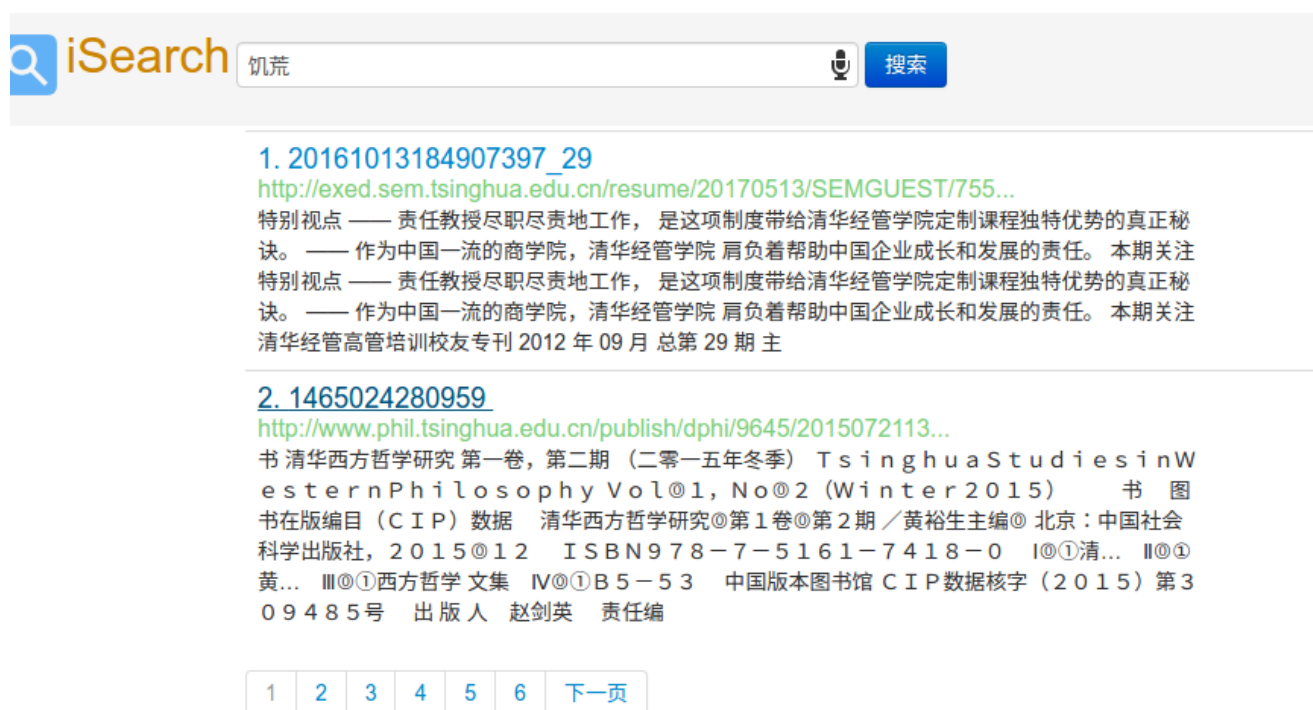 iSearch
饥荒
搜索
1. 20161013184907397_29
http://exed.sem.tsinghua.edu.cn/resume/20170513/SEMGUEST/755...
特别视点 —— 责任教授尽职尽责地工作， 是这项制度带给清华经管学院定制课程独特优势的真正秘
诀。 —— 作为中国一流的商学院，清华经管学院 肩负着帮助中国企业成长和发展的责任。 本期关注
特别视点 —— 责任教授尽职尽责地工作， 是这项制度带给清华经管学院定制课程独特优势的真正秘
诀。 —— 作为中国一流的商学院，清华经管学院 肩负着帮助中国企业成长和发展的责任。 本期关注
清华经管高管培训校友专刊 2012 年 09 月 总第 29 期 主
2. 1465024280959
http://www.phil.tsinghua.edu.cn/publish/dphi/9645/2015072113...
书 清华西方哲学研究 第一卷，第二期 （二零一五年冬季） ＴｓｉｎｇｈｕａＳｔｕｄｉｅｓｉｎＷ
ｅｓｔｅｒｎＰｈｉｌｏｓｏｐｈｙ Ｖｏｌ⓪１，Ｎｏ⓪２（Ｗｉｎｔｅｒ２０１５） 书 图
书在版编目（ＣＩＰ）数据 清华西方哲学研究⓪第１卷⓪第２期 ／黄裕生主编⓪ 北京：中国社会
科学出版社，２０１５⓪１２ ＩＳＢＮ９７８－７－５１６１－７４１８－０ Ⅰ⓪①清… Ⅱ⓪①
黄… Ⅲ⓪①西方哲学 文集 Ⅳ⓪①Ｂ５－５３ 中国版本图书馆 ＣＩＰ数据核字（２０１５）第３
０９４８５号 出 版 人 赵剑英 责任编
1 2 3 4 5 6 下一页